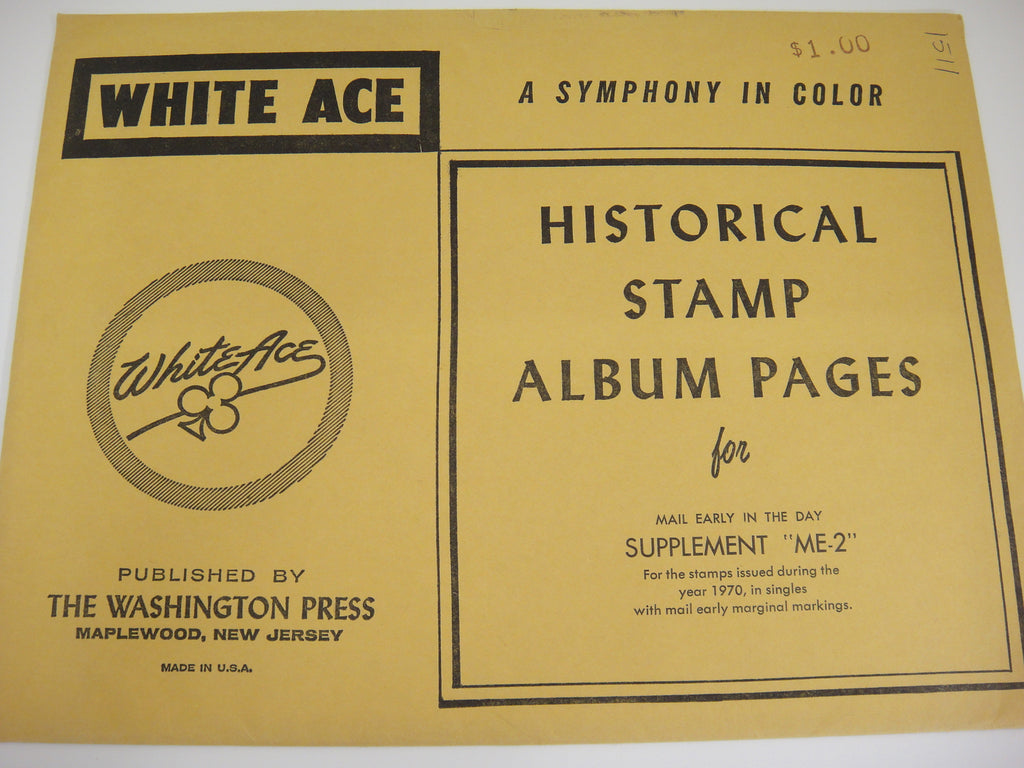 $1.00
WHITE ACE
A SYMPHONY IN COLOR
White Ace
PUBLISHED BY
THE WASHINGTON PRESS
MAPLEWOOD, NEW JERSEY
MADE IN U.S.A.
HISTORICAL
STAMP
ALBUM PAGES
for
MAIL EARLY IN THE DAY
SUPPLEMENT "ME-2"
For the stamps issued during the
year 1970, in singles
with mail early marginal markings.